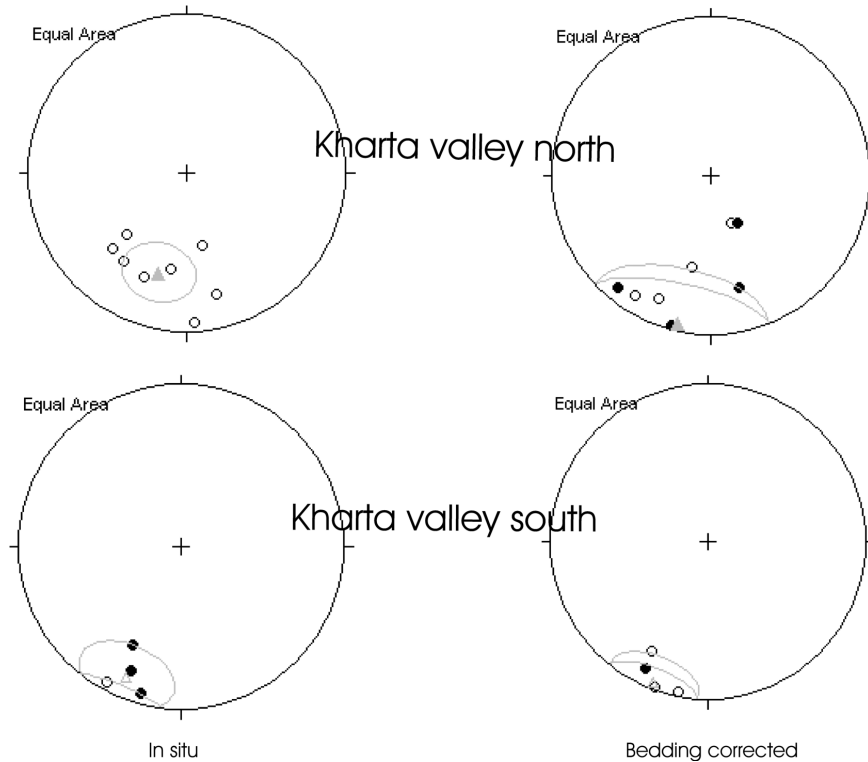 Equal Area
Equal Area
Kharta valley north
Equal Area
Equal Area
Kharta valley south
In situ
Bedding corrected